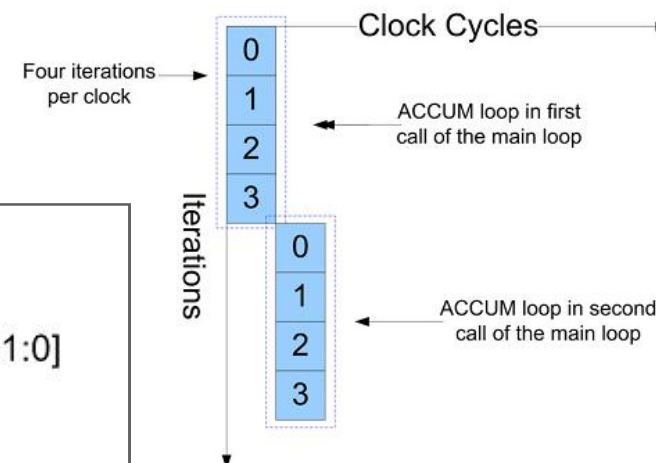 Clock Cycles
Four iterations
per clock
0
1
2
3
ACCUM loop in first
call of the main loop
Iterations
0
1
2
3
ACCUM loop in second
call of the main loop
1:0]